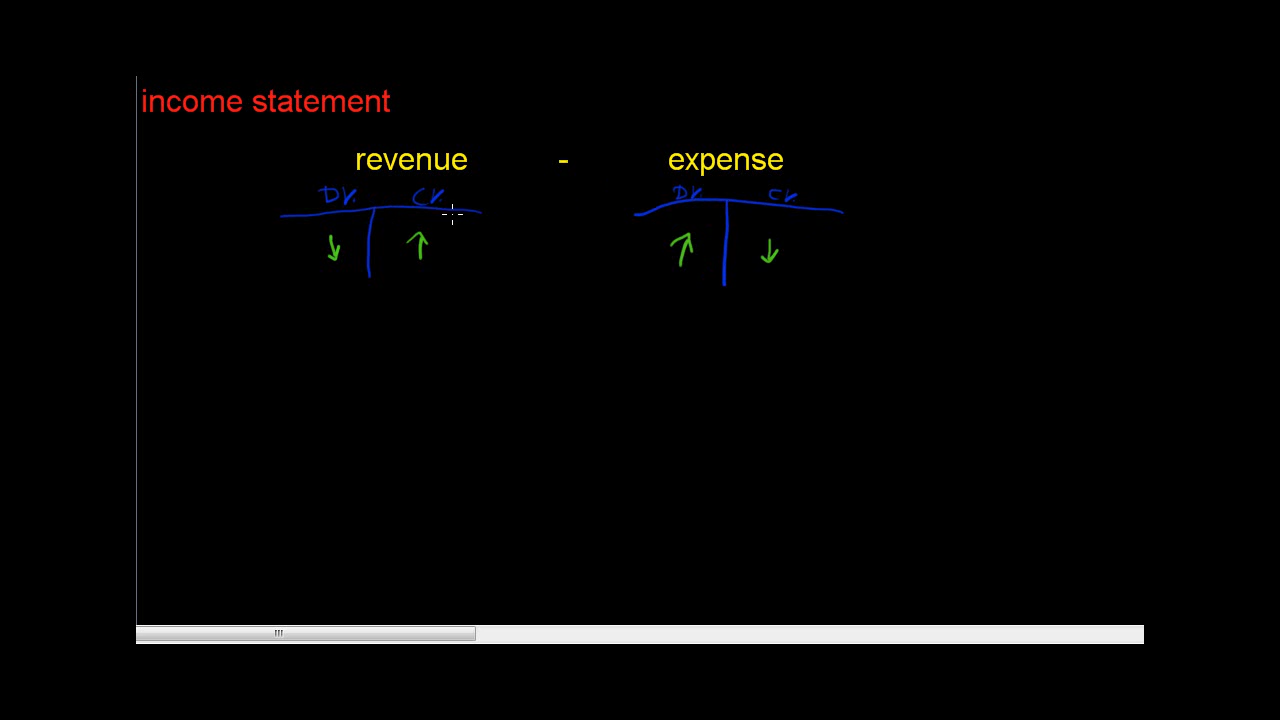 income statement
revenue - expense
Dr. Cr. Dr. Cr.